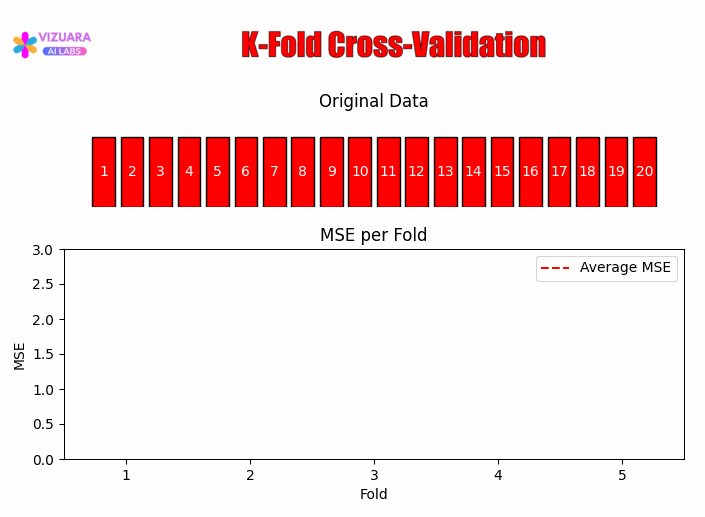 VIZUARA
AI LABS
K-Fold Cross-Validation
Original Data
1 2 3 4 5 6 7 8 9 10 11 12 13 14 15 16 17 18 19 20
MSE per Fold
3.0
2.5
2.0
1.5
1.0
0.5
0.0
MSE
Average MSE
1 2 3 4 5
Fold